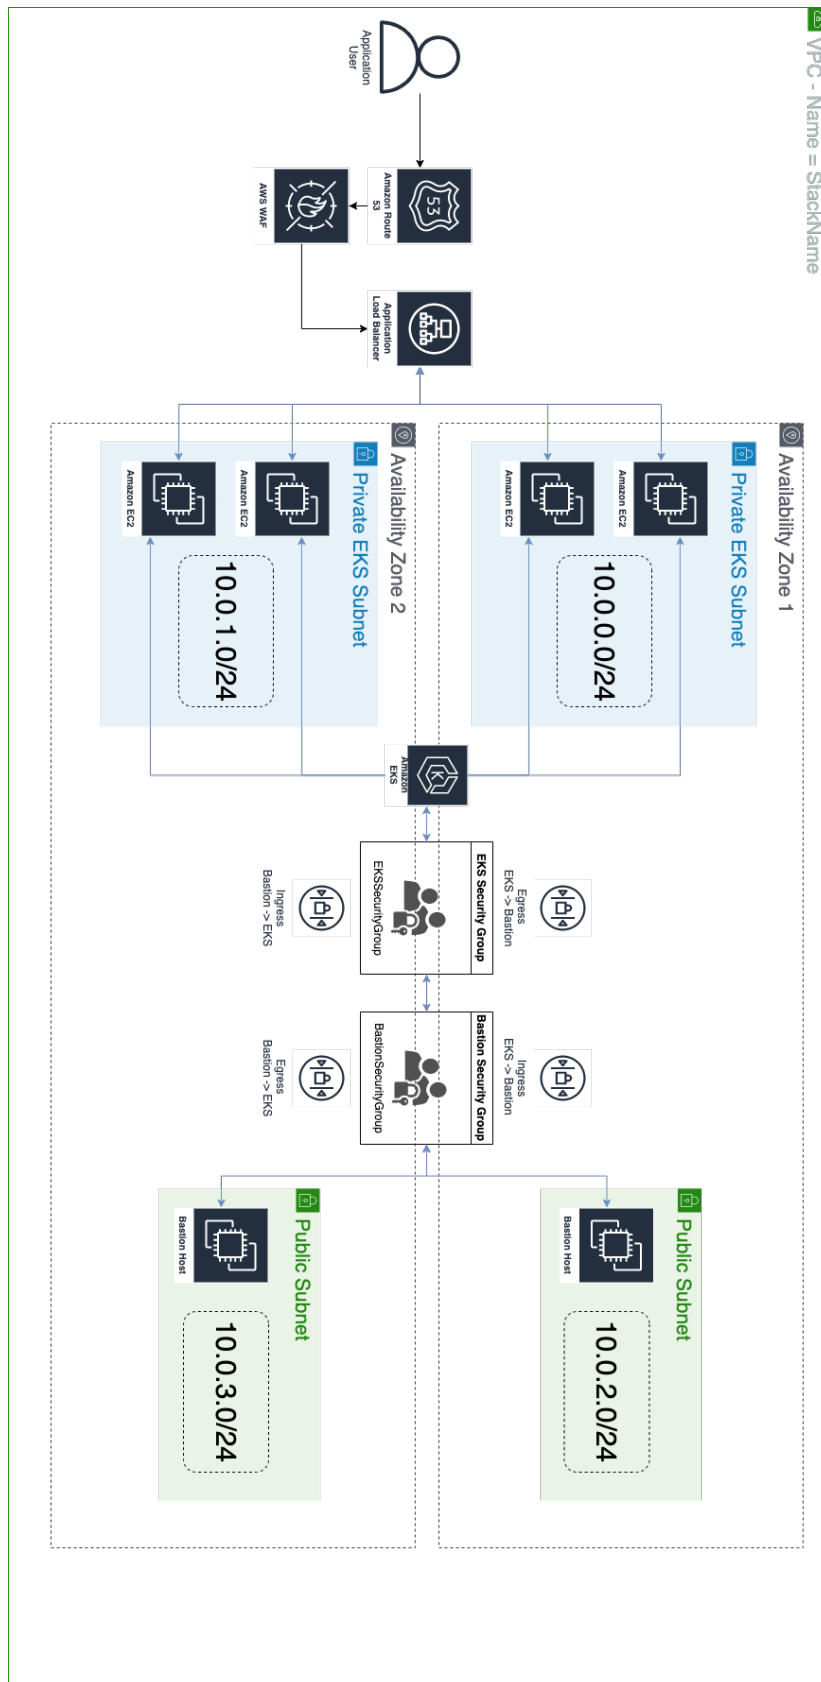 VPC - Name = StackName
Application
User
Amazon Route
53
53
AWS WAF
Application
Load Balancer
Availability Zone 1
Private EKS Subnet
Amazon EC2
Amazon EC2
10.0.0.0/24
Availability Zone 2
Private EKS Subnet
Amazon EC2
Amazon EC2
10.0.1.0/24
K
Amazon
EKS
Egress
EKS -> Bastion
EKS Security Group
EKSSecurityGroup
Ingress
Bastion -> EKS
Ingress
EKS -> Bastion
Bastion Security Group
BastionSecurityGroup
Egress
Bastion -> EKS
Public Subnet
Bastion Host
10.0.2.0/24
Public Subnet
Bastion Host
10.0.3.0/24